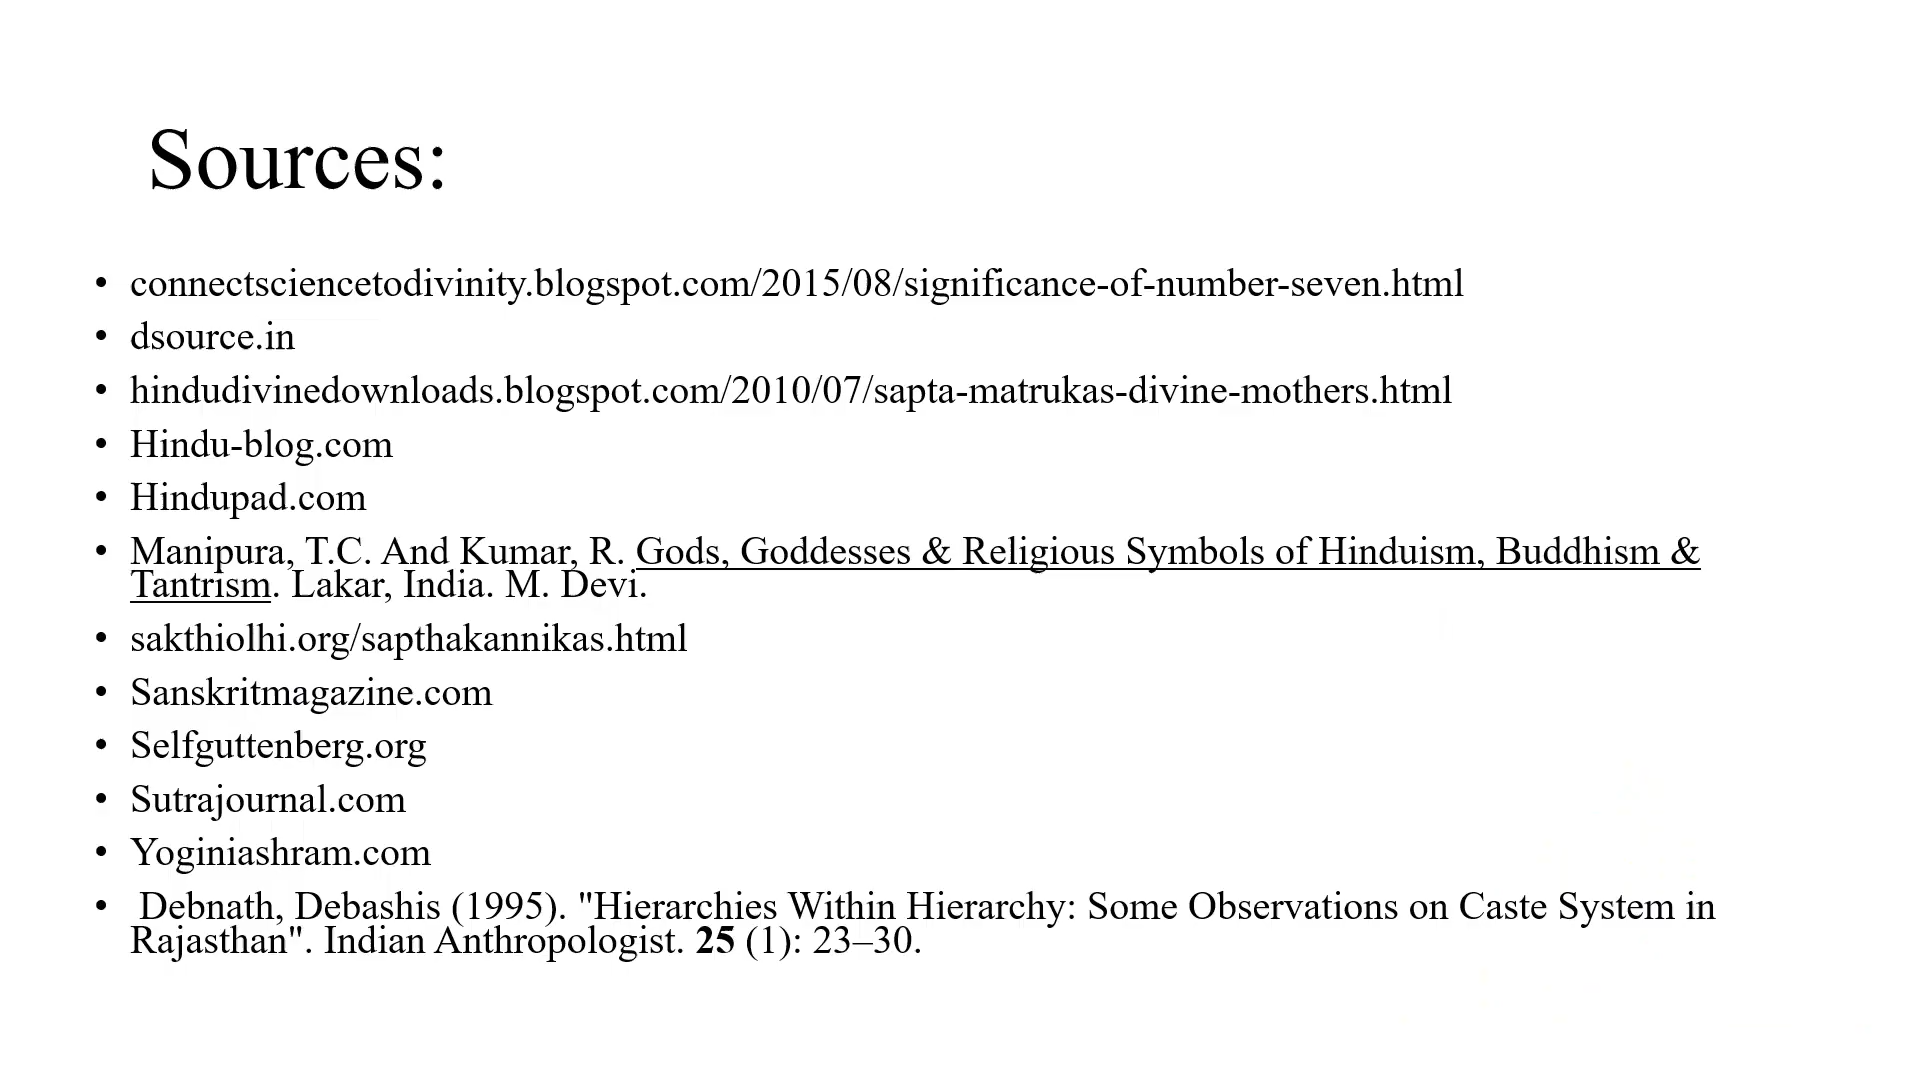 Sources:
• connectsciencetodivinity.blogspot.com/2015/08/significance-of-number-seven.html
• dsource.in
• hindudivinedownloads.blogspot.com/2010/07/sapta-matrukas-divine-mothers.html
• Hindu-blog.com
• Hindupad.com
• Manipura, T.C. And Kumar, R. Gods, Goddesses & Religious Symbols of Hinduism, Buddhism &
Tantrism. Lakar, India. M. Devi.
• sakthiolhi.org/sapthakannikas.html
• Sanskritmagazine.com
• Selfguttenberg.org
• Sutrajournal.com
• Yoginiashram.com
• Debnath, Debashis (1995). "Hierarchies Within Hierarchy: Some Observations on Caste System in
Rajasthan". Indian Anthropologist. 25 (1): 23–30.